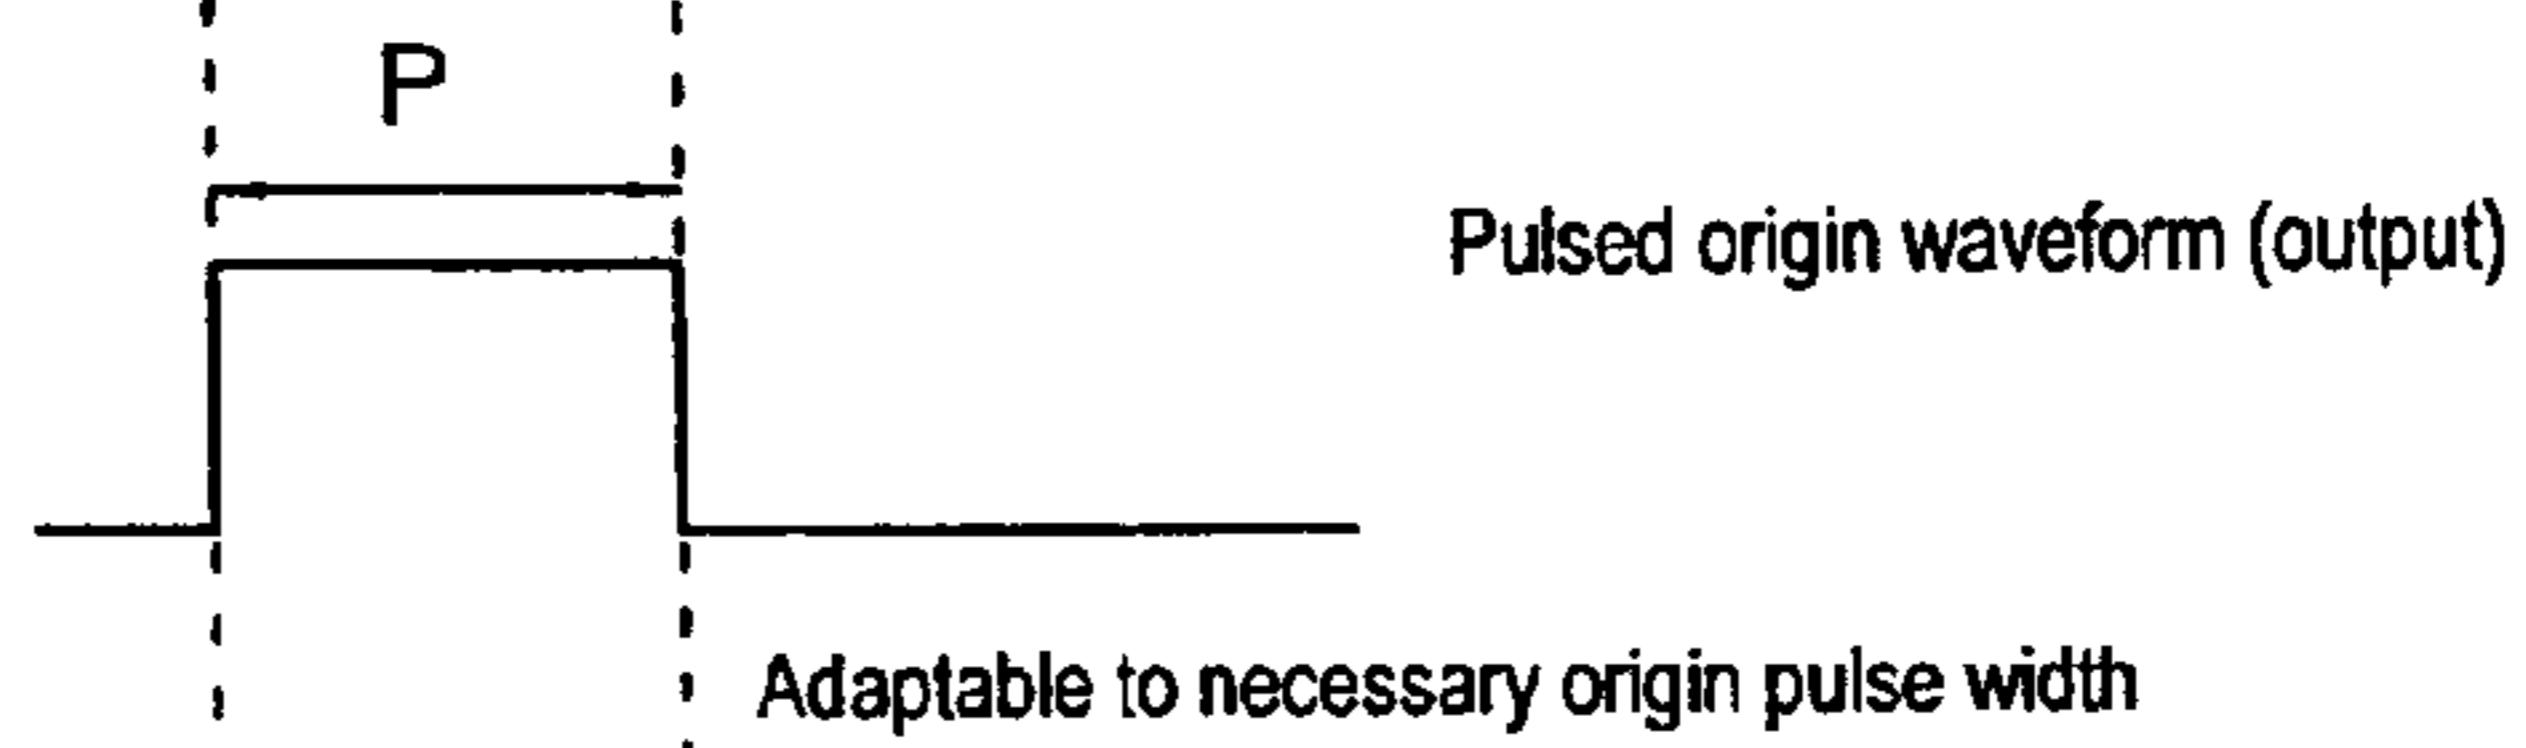 P
Pulsed origin waveform (output)
Adaptable to necessary origin pulse width